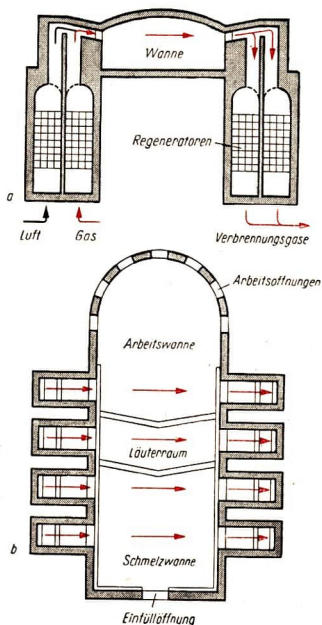 Wanne
Regeneratoren
a
Luft
Gas
Verbrennungsgase
Arbeitsöffnungen
Arbeitswanne
Läuterraum
b
Schmelzwanne
Einfüllöffnung